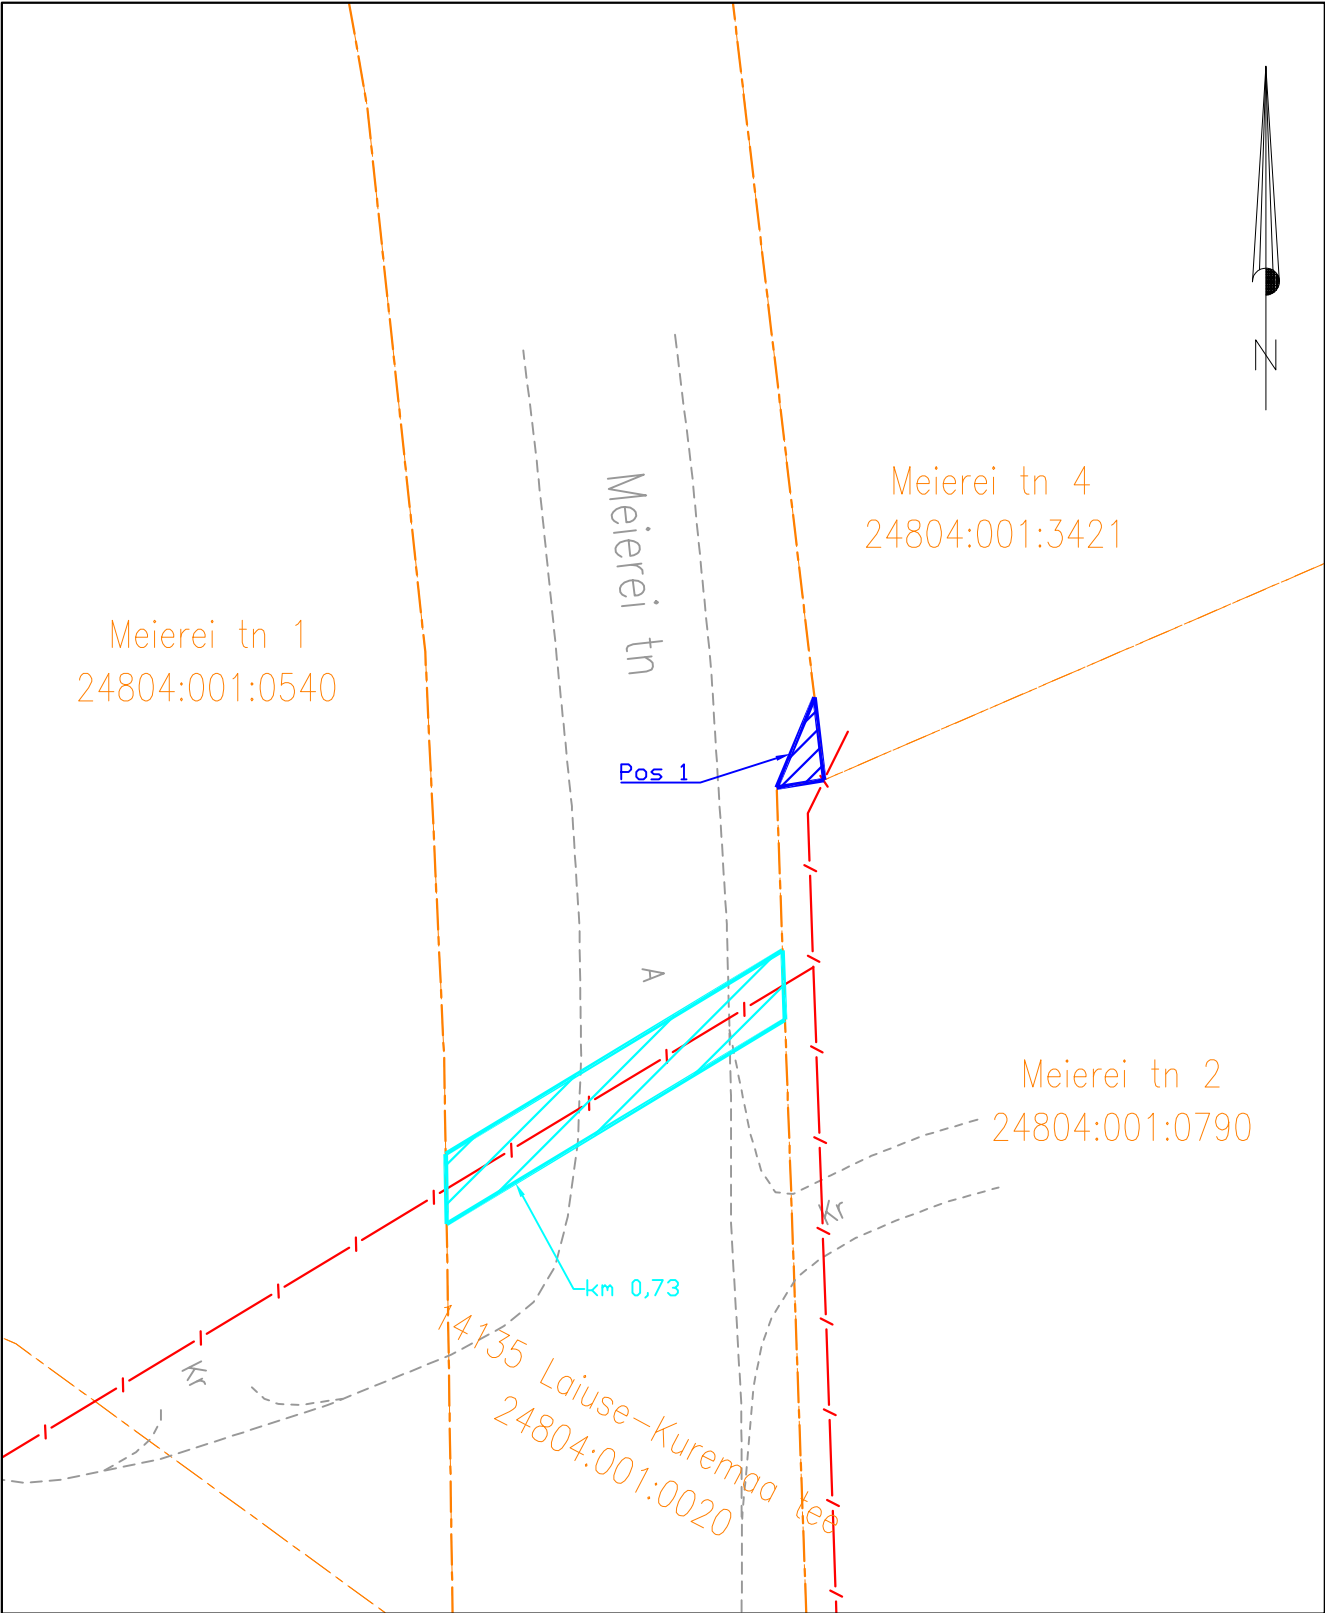 N
Meierei tn 4
24804:001:3421
Meierei tn
Meierei tn 1
24804:001:0540
Pos 1
A
Meierei tn 2
24804:001:0790
Kr
km 0,73
14135 Laiuse-Kuremaa tee
24804:001:0020
Kr